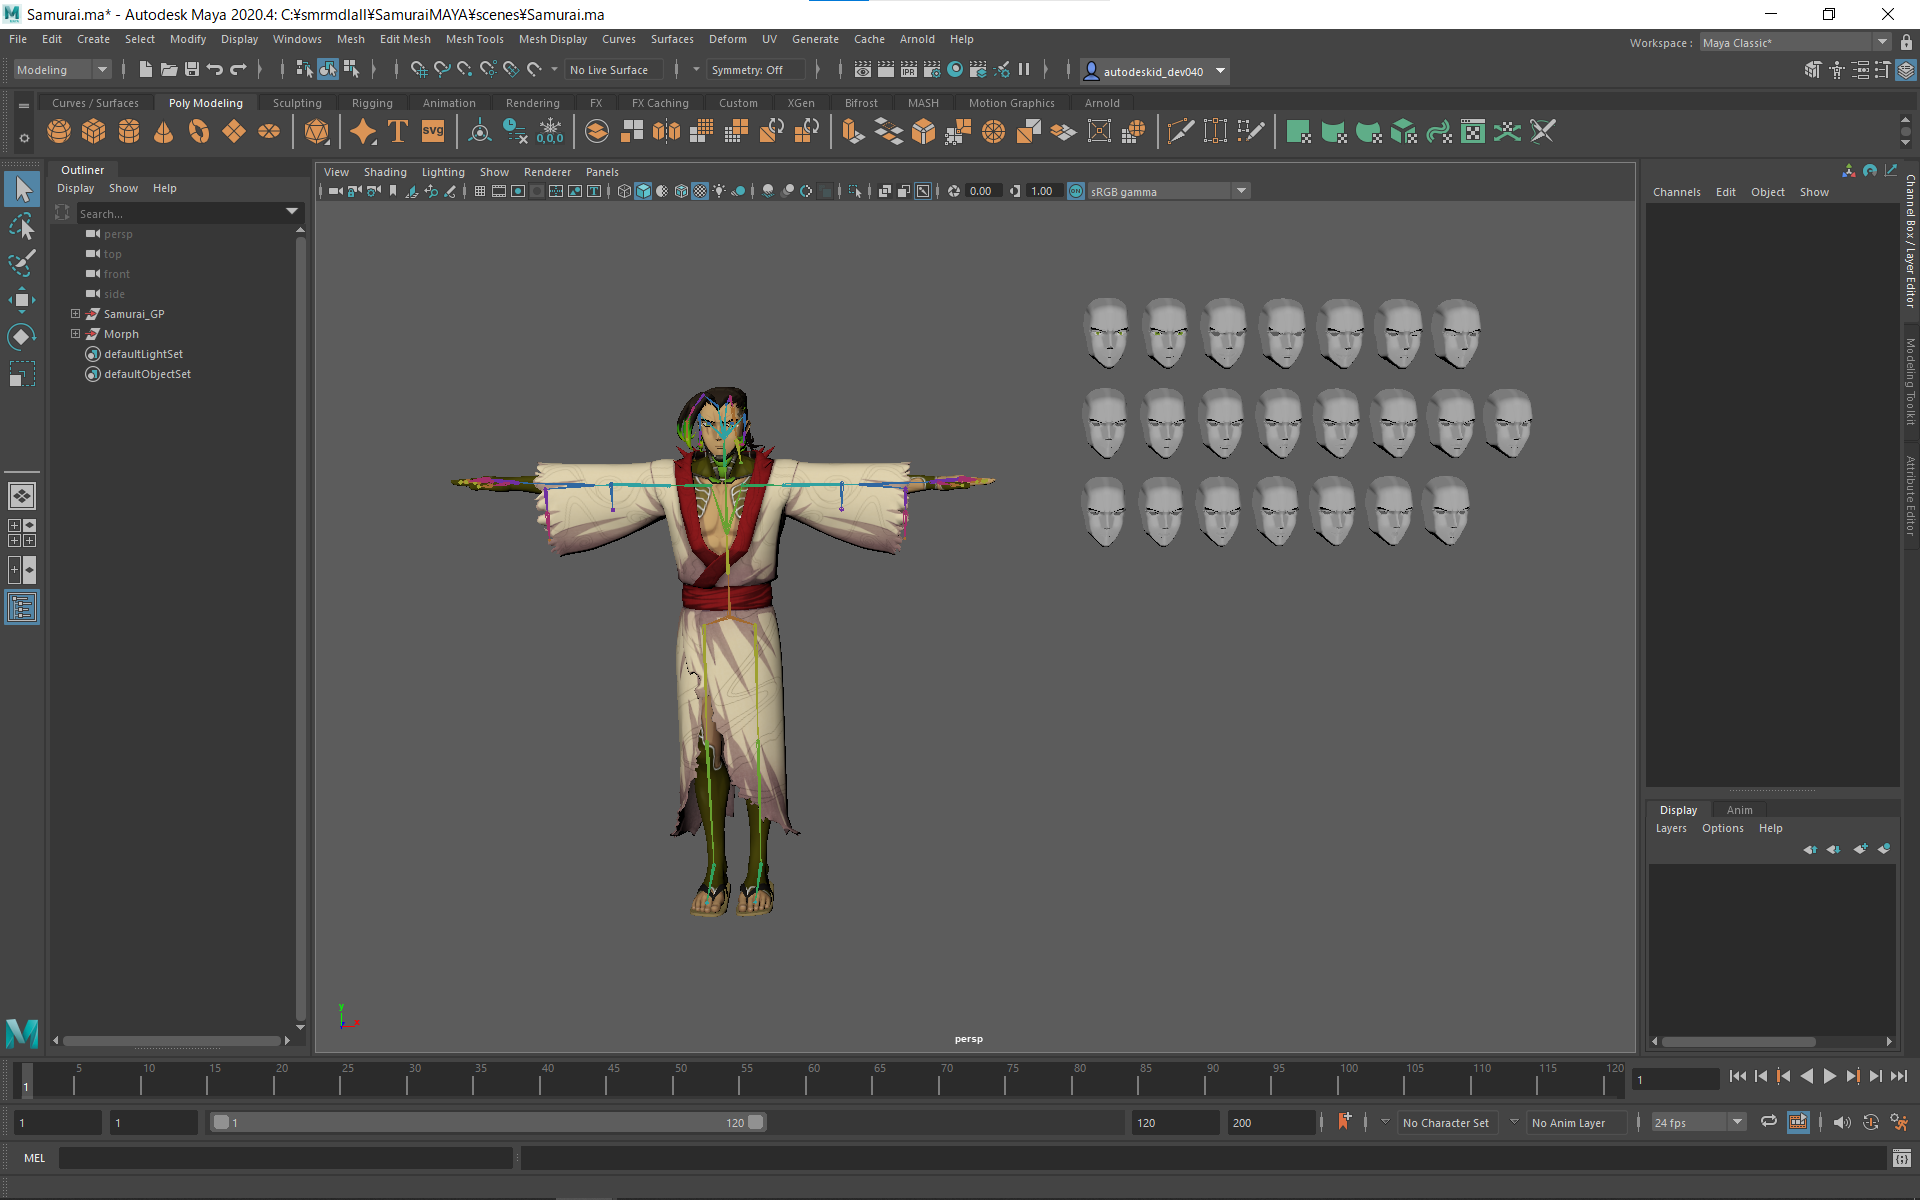 Samurai.ma* - Autodesk Maya 2020.4: C:¥smrmdlall¥SamuraiMAYA¥scenes¥Samurai.ma
File Edit Create Select Modify Display Windows Mesh Edit Mesh Mesh Tools Mesh Display Curves Surfaces Deform UV Generate Cache Arnold Help
Workspace : Maya Classic*
Modeling No Live Surface Symmetry: Off IPR autodeskid_dev040
Curves / Surfaces Poly Modeling Sculpting Rigging Animation Rendering FX FX Caching Custom XGen Bifrost MASH Motion Graphics Arnold
T svg 0,0,0
Outliner
Display Show Help
Search...
persp
top
front
side
Samurai_GP
Morph
defaultLightSet
defaultObjectSet
View Shading Lighting Show Renderer Panels
0.00 1.00 ON sRGB gamma
y
x
persp
Channels Edit Object Show
Channel Box / Layer Editor
Modeling Toolkit
Attribute Editor
Display Anim
Layers Options Help
1 5 10 15 20 25 30 35 40 45 50 55 60 65 70 75 80 85 90 95 100 105 110 115 120
1
1 1 1 120 120 200 No Character Set No Anim Layer 24 fps
MEL